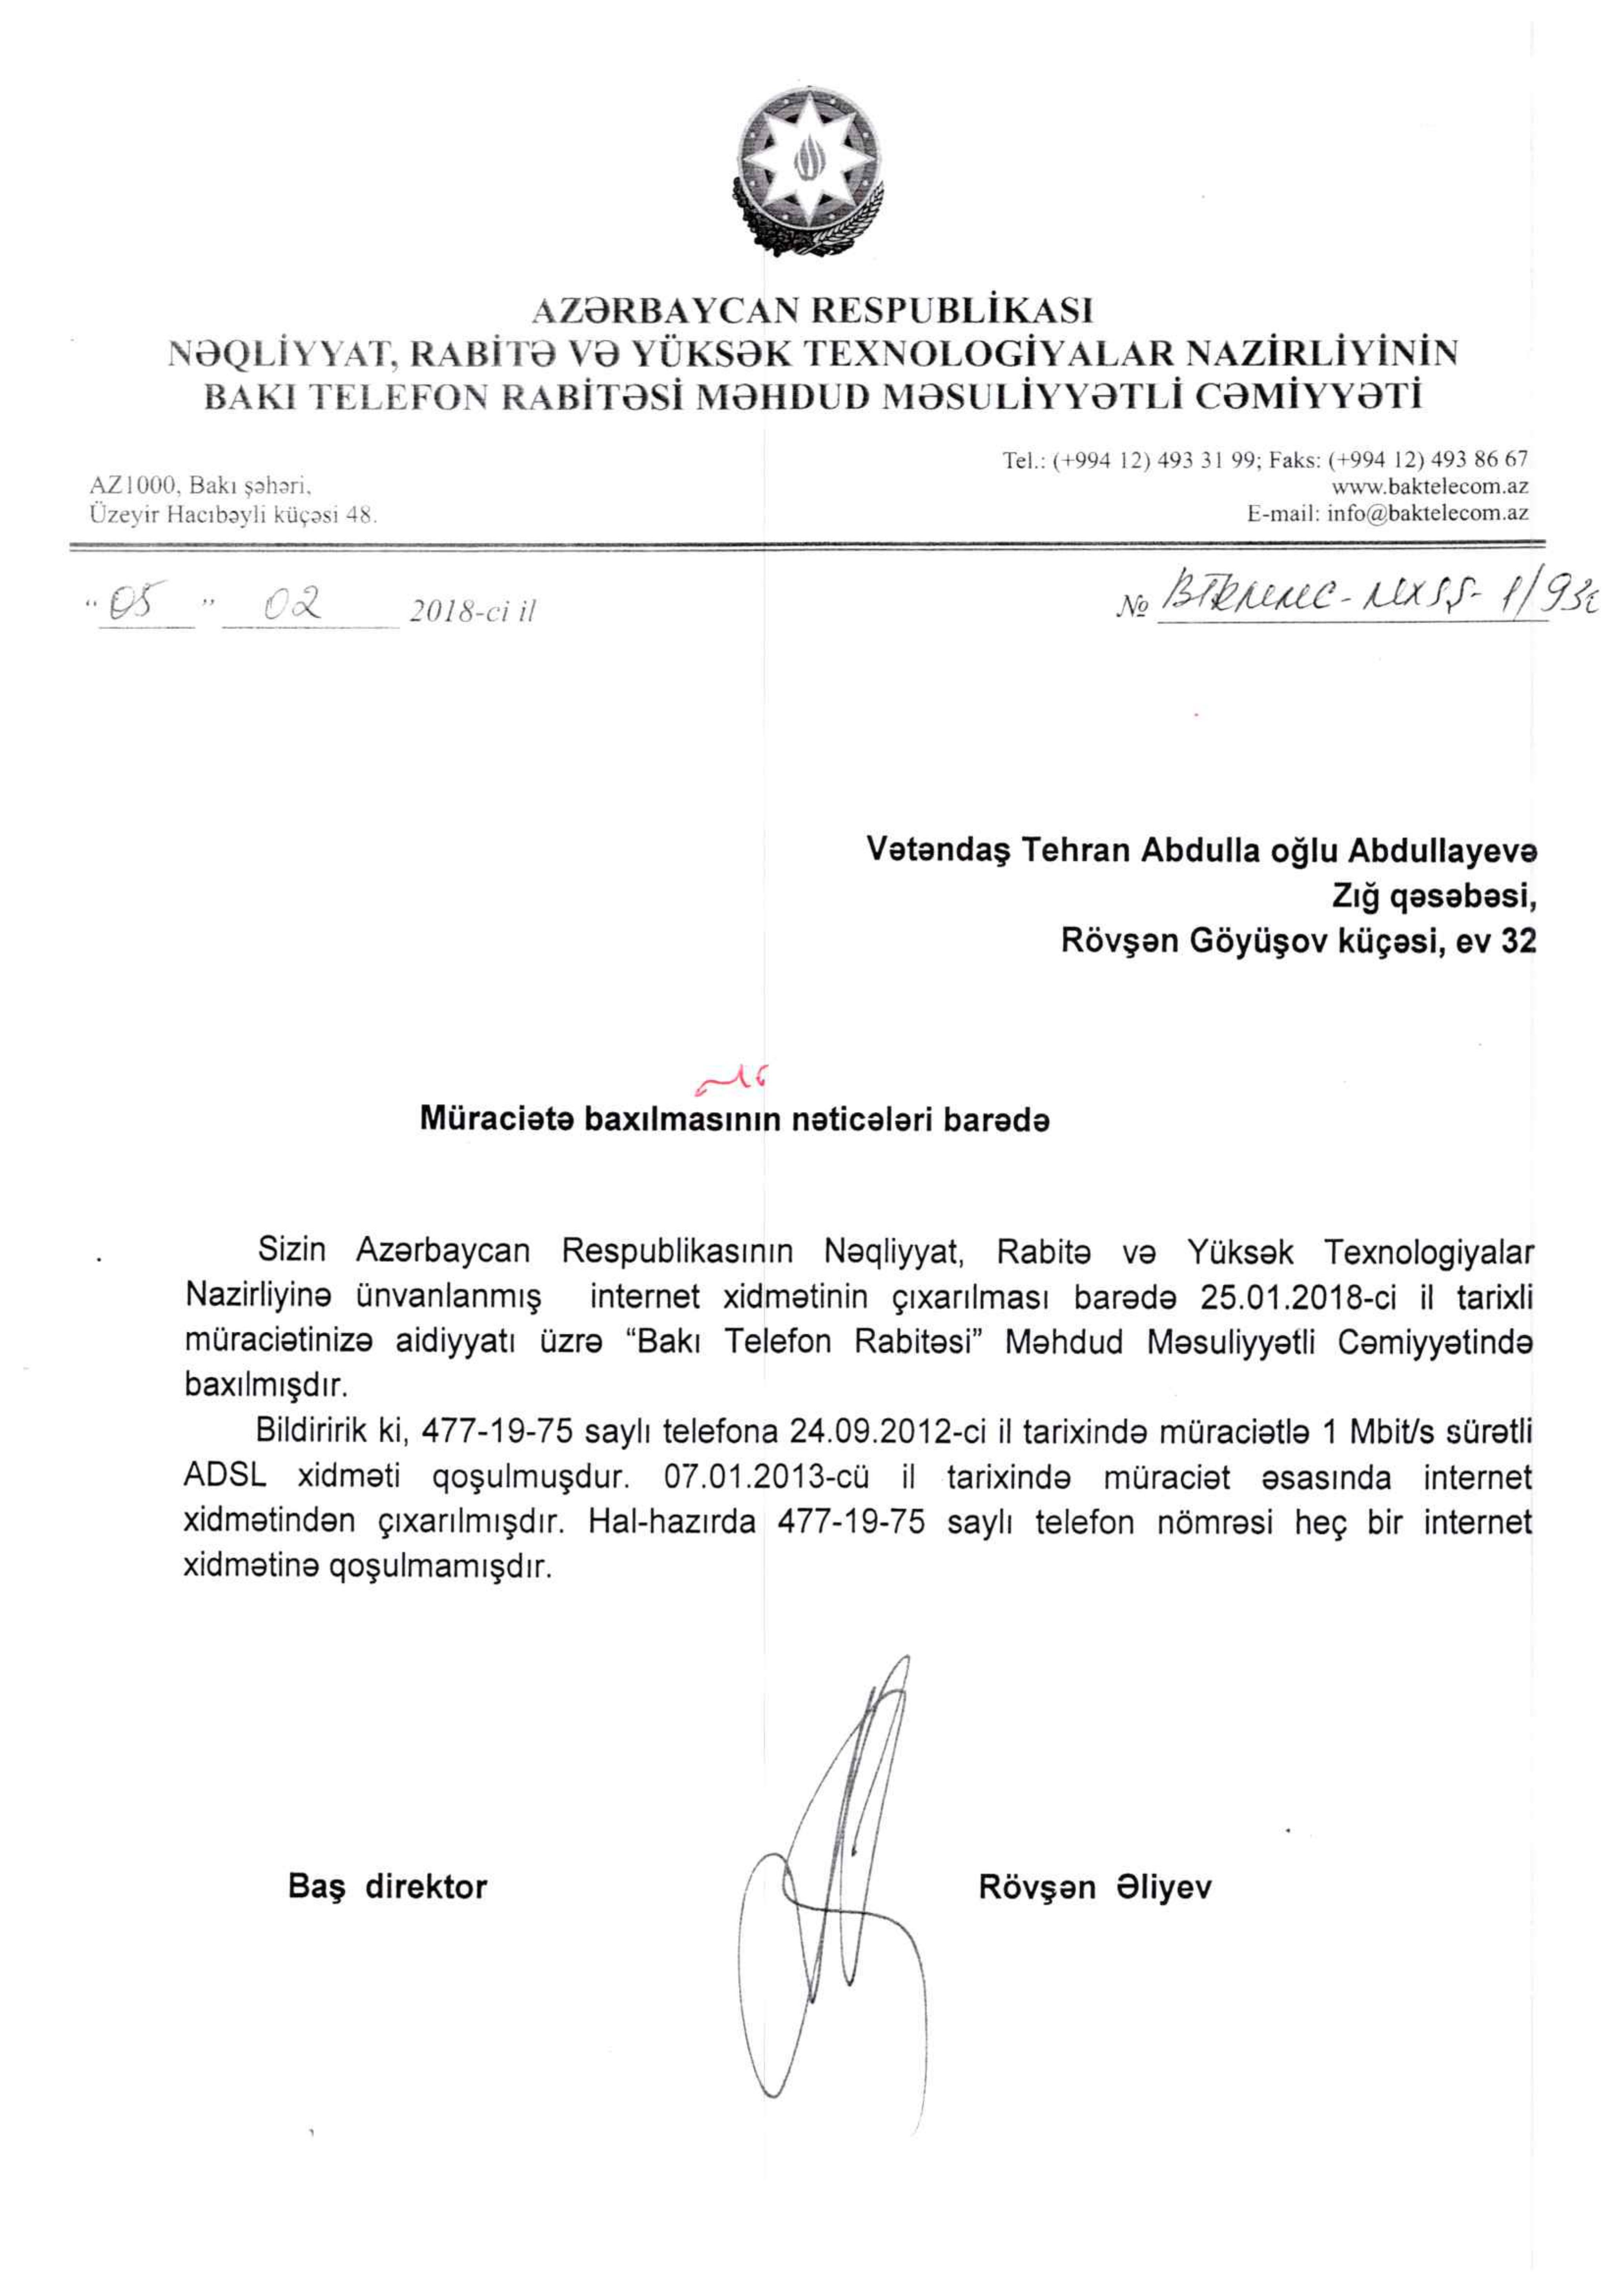 AZƏRBAYCAN RESPUBLİKASI
NƏQLİYYAT, RABİTƏ VƏ YÜKSƏK TEXNOLOGİYALAR NAZİRLİYİNİN
BAKI TELEFON RABİTƏSİ MƏHDUD MƏSULİYYƏTLİ CƏMİYYƏTİ
AZ1000, Bakı şəhəri,
Üzeyir Hacıbəyli küçəsi 48.
Tel.: (+994 12) 493 31 99; Faks: (+994 12) 493 86 67
www.baktelecom.az
E-mail: info@baktelecom.az
“05” 02 2018-ci il
№
Vətəndaş Tehran Abdulla oğlu Abdullayevə
Zığ qəsəbəsi,
Rövşən Göyüşov küçəsi, ev 32
Müraciətə baxılmasının nəticələri barədə
Sizin Azərbaycan Respublikasının Nəqliyyat, Rabitə və Yüksək Texnologiyalar
Nazirliyinə ünvanlanmış internet xidmətinin çıxarılması barədə 25.01.2018-ci il tarixli
müraciətinizə aidiyyatı üzrə “Bakı Telefon Rabitəsi” Məhdud Məsuliyyətli Cəmiyyətində
baxılmışdır.
Bildiririk ki, 477-19-75 saylı telefona 24.09.2012-ci il tarixində müraciətlə 1 Mbit/s sürətli
ADSL xidməti qoşulmuşdur. 07.01.2013-cü il tarixində müraciət əsasında internet
xidmətindən çıxarılmışdır. Hal-hazırda 477-19-75 saylı telefon nömrəsi heç bir internet
xidmətinə qoşulmamışdır.
Baş direktor
Rövşən Əliyev